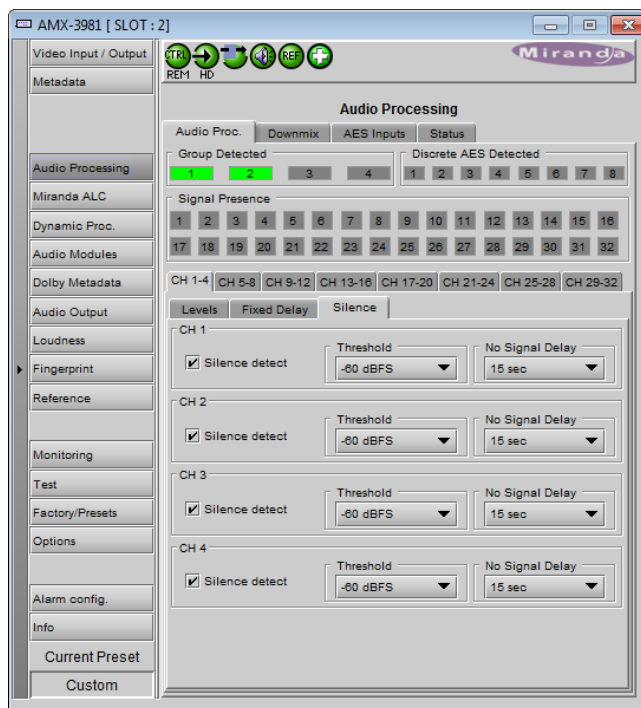 AMX-3981 [ SLOT : 2]
Video Input / Output
Metadata
Audio Processing
Miranda ALC
Dynamic Proc.
Audio Modules
Dolby Metadata
Audio Output
Loudness
Fingerprint
Reference
Monitoring
Test
Factory/Presets
Options
Alarm config.
Info
Current Preset
Custom
CTRL REF
REM HD
Miranda
Audio Processing
Audio Proc. Downmix AES Inputs Status
Group Detected
1 2 3 4
Discrete AES Detected
1 2 3 4 5 6 7 8
Signal Presence
1 2 3 4 5 6 7 8 9 10 11 12 13 14 15 16
17 18 19 20 21 22 23 24 25 26 27 28 29 30 31 32
CH 1-4 CH 5-8 CH 9-12 CH 13-16 CH 17-20 CH 21-24 CH 25-28 CH 29-32
Levels Fixed Delay Silence
CH 1
Threshold No Signal Delay
Silence detect -60 dBFS 15 sec
CH 2
Threshold No Signal Delay
Silence detect -60 dBFS 15 sec
CH 3
Threshold No Signal Delay
Silence detect -60 dBFS 15 sec
CH 4
Threshold No Signal Delay
Silence detect -60 dBFS 15 sec